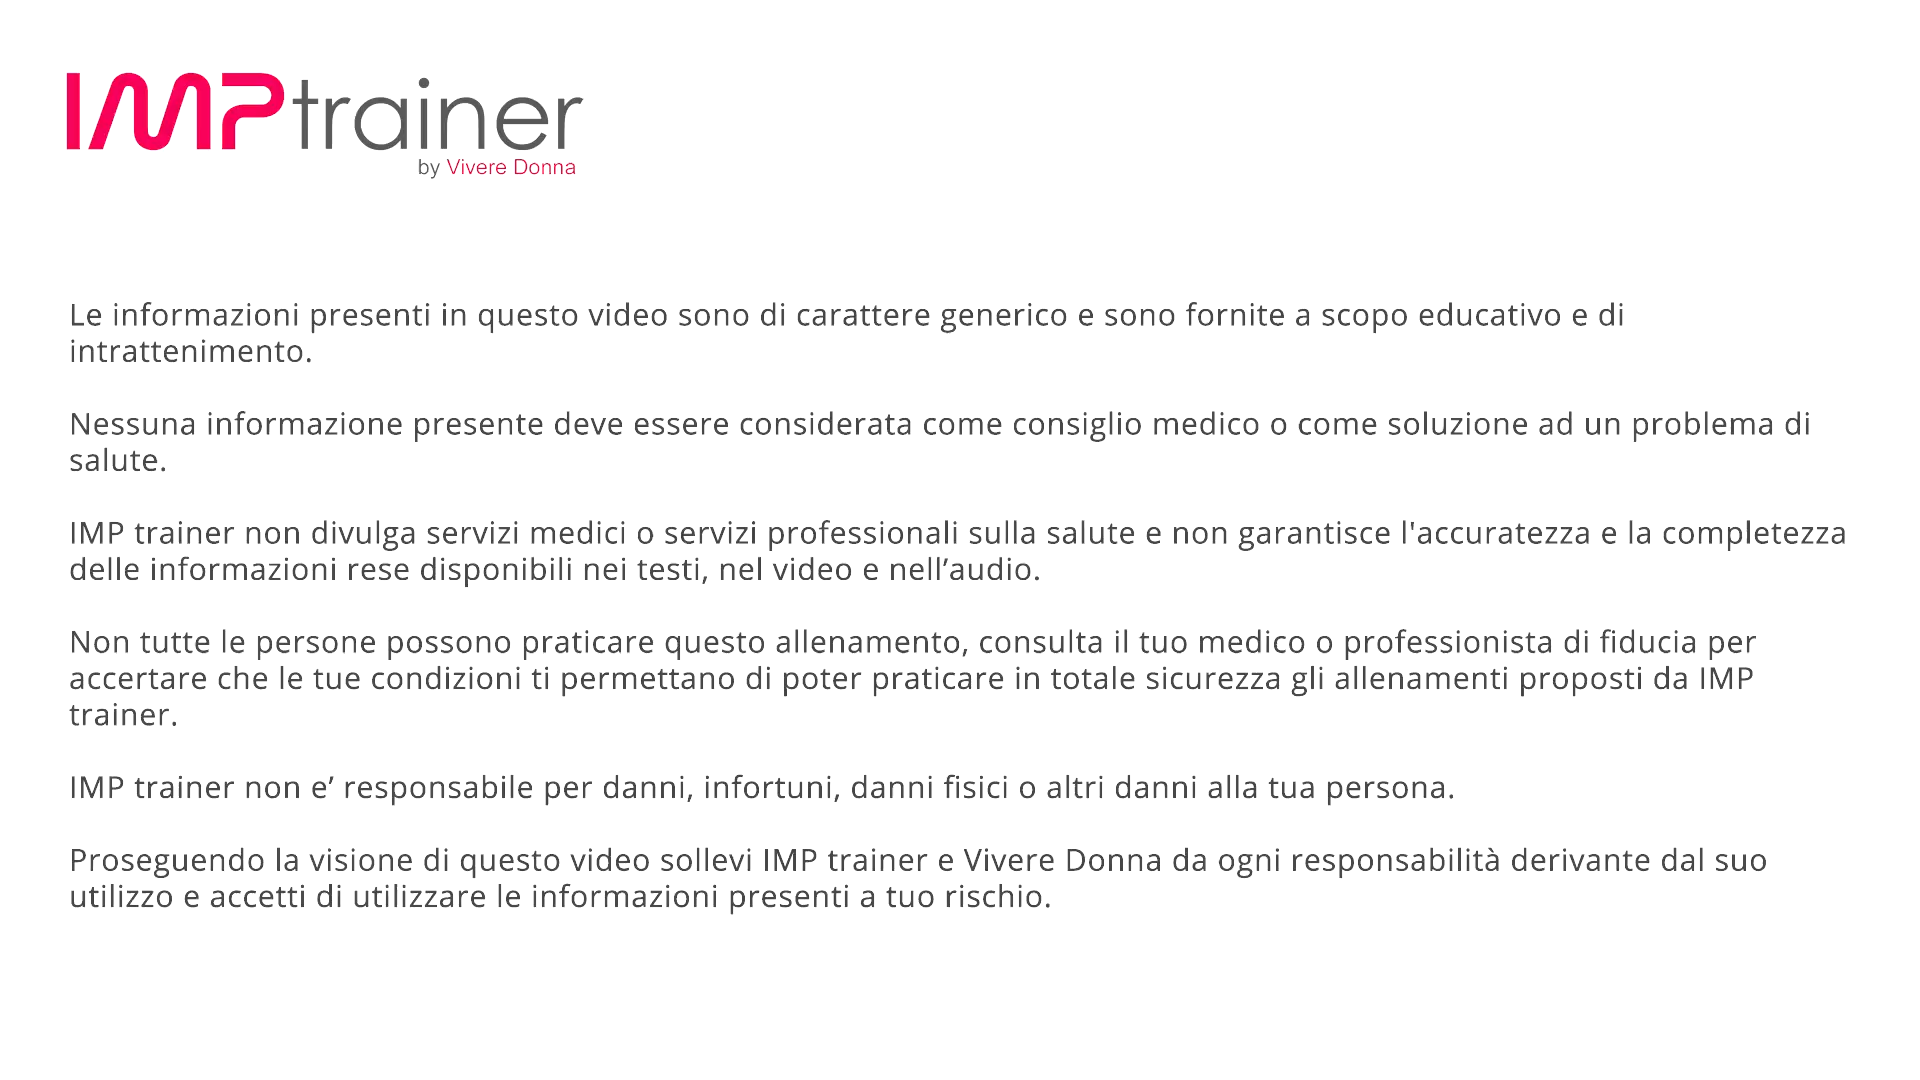 IMPtrainer
by Vivere Donna
Le informazioni presenti in questo video sono di carattere generico e sono fornite a scopo educativo e di
intrattenimento.
Nessuna informazione presente deve essere considerata come consiglio medico o come soluzione ad un problema di
salute.
IMP trainer non divulga servizi medici o servizi professionali sulla salute e non garantisce l'accuratezza e la completezza
delle informazioni rese disponibili nei testi, nel video e nell’audio.
Non tutte le persone possono praticare questo allenamento, consulta il tuo medico o professionista di fiducia per
accertare che le tue condizioni ti permettano di poter praticare in totale sicurezza gli allenamenti proposti da IMP
trainer.
IMP trainer non e’ responsabile per danni, infortuni, danni fisici o altri danni alla tua persona.
Proseguendo la visione di questo video sollevi IMP trainer e Vivere Donna da ogni responsabilità derivante dal suo
utilizzo e accetti di utilizzare le informazioni presenti a tuo rischio.